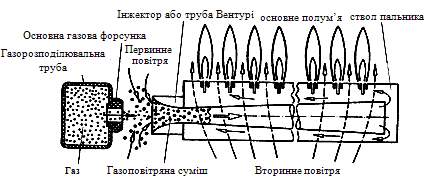 Інжектор або труба Вентурі
основне полум’я
ствол пальника
Основна газова форсунка
Первинне
повітря
Газорозподілювальна
труба
Газ
Газоповітряна суміш
Вторинне повітря